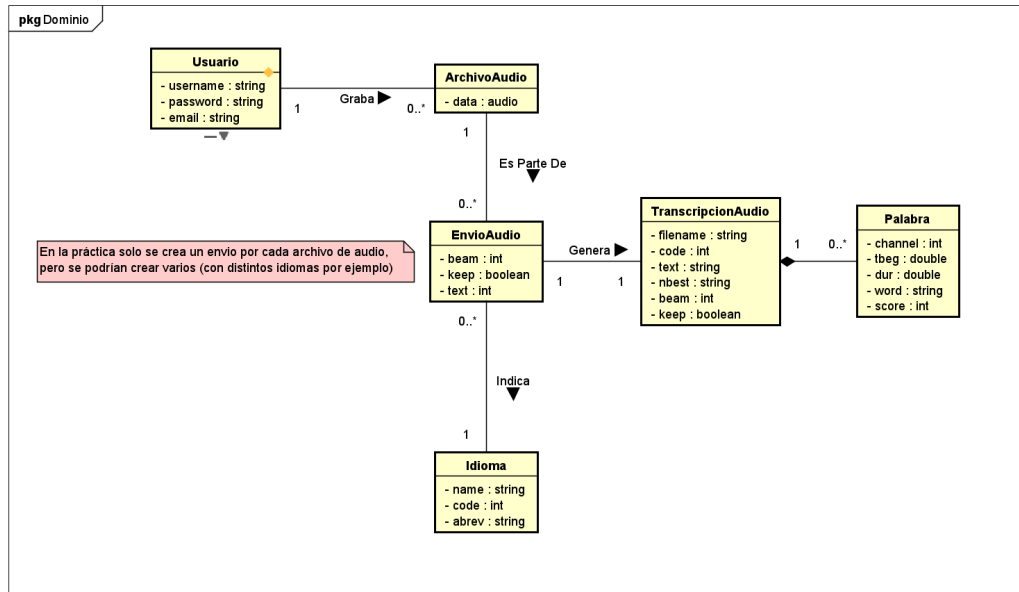 pkg Dominio
Usuario
- username : string
- password : string
- email : string
1
Graba
0..*
ArchivoAudio
- data : audio
1
Es Parte De
0..*
En la práctica solo se crea un envio por cada archivo de audio,
pero se podrían crear varios (con distintos idiomas por ejemplo)
EnvioAudio
- beam : int
- keep : boolean
- text : int
Genera
1
1
TranscripcionAudio
- filename : string
- code : int
- text : string
- nbest : string
- beam : int
- keep : boolean
1
0..*
Palabra
- channel : int
- tbeg : double
- dur : double
- word : string
- score : int
0..*
Indica
1
Idioma
- name : string
- code : int
- abrev : string